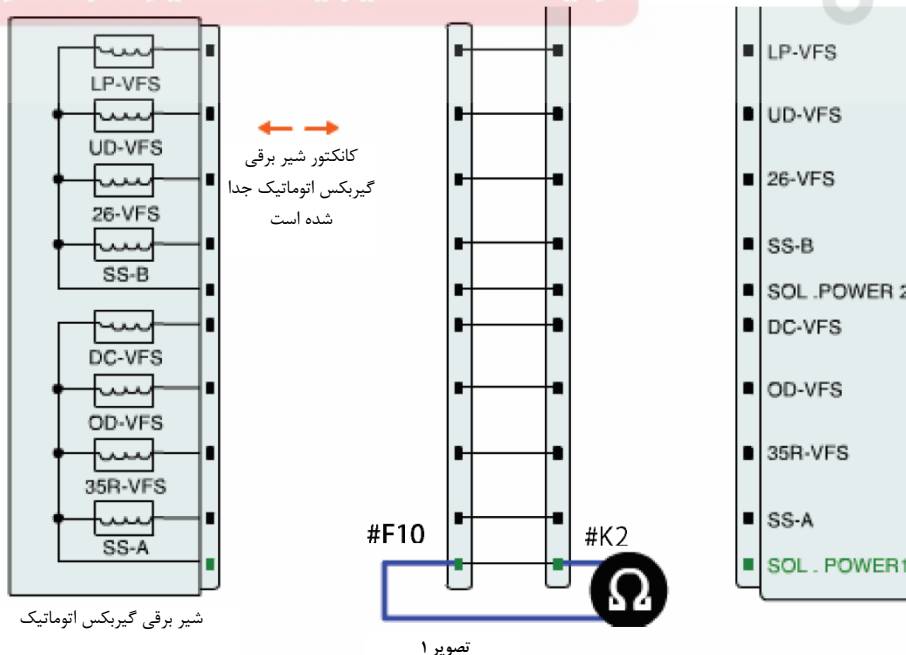 LP-VFS
UD-VFS
26-VFS
SS-B
DC-VFS
OD-VFS
35R-VFS
SS-A
شیر برقی گیربکس اتوماتیک
کانکتور شیر برقی
گیربکس اتوماتیک جدا
شده است
#F10
#K2
Ω
LP-VFS
UD-VFS
26-VFS
SS-B
SOL .POWER 2
DC-VFS
OD-VFS
35R-VFS
SS-A
SOL . POWER1
تصویر ۱